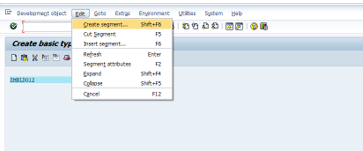 Development object Edit Goto Extras Environment Utilities System Help
Create segment... Shift+F6
Cut Segment F5
Insert segment... F6
Refresh Enter
Segment attributes F2
Expand Shift+F4
Collapse Shift+F5
Cancel F12
Create basic typ